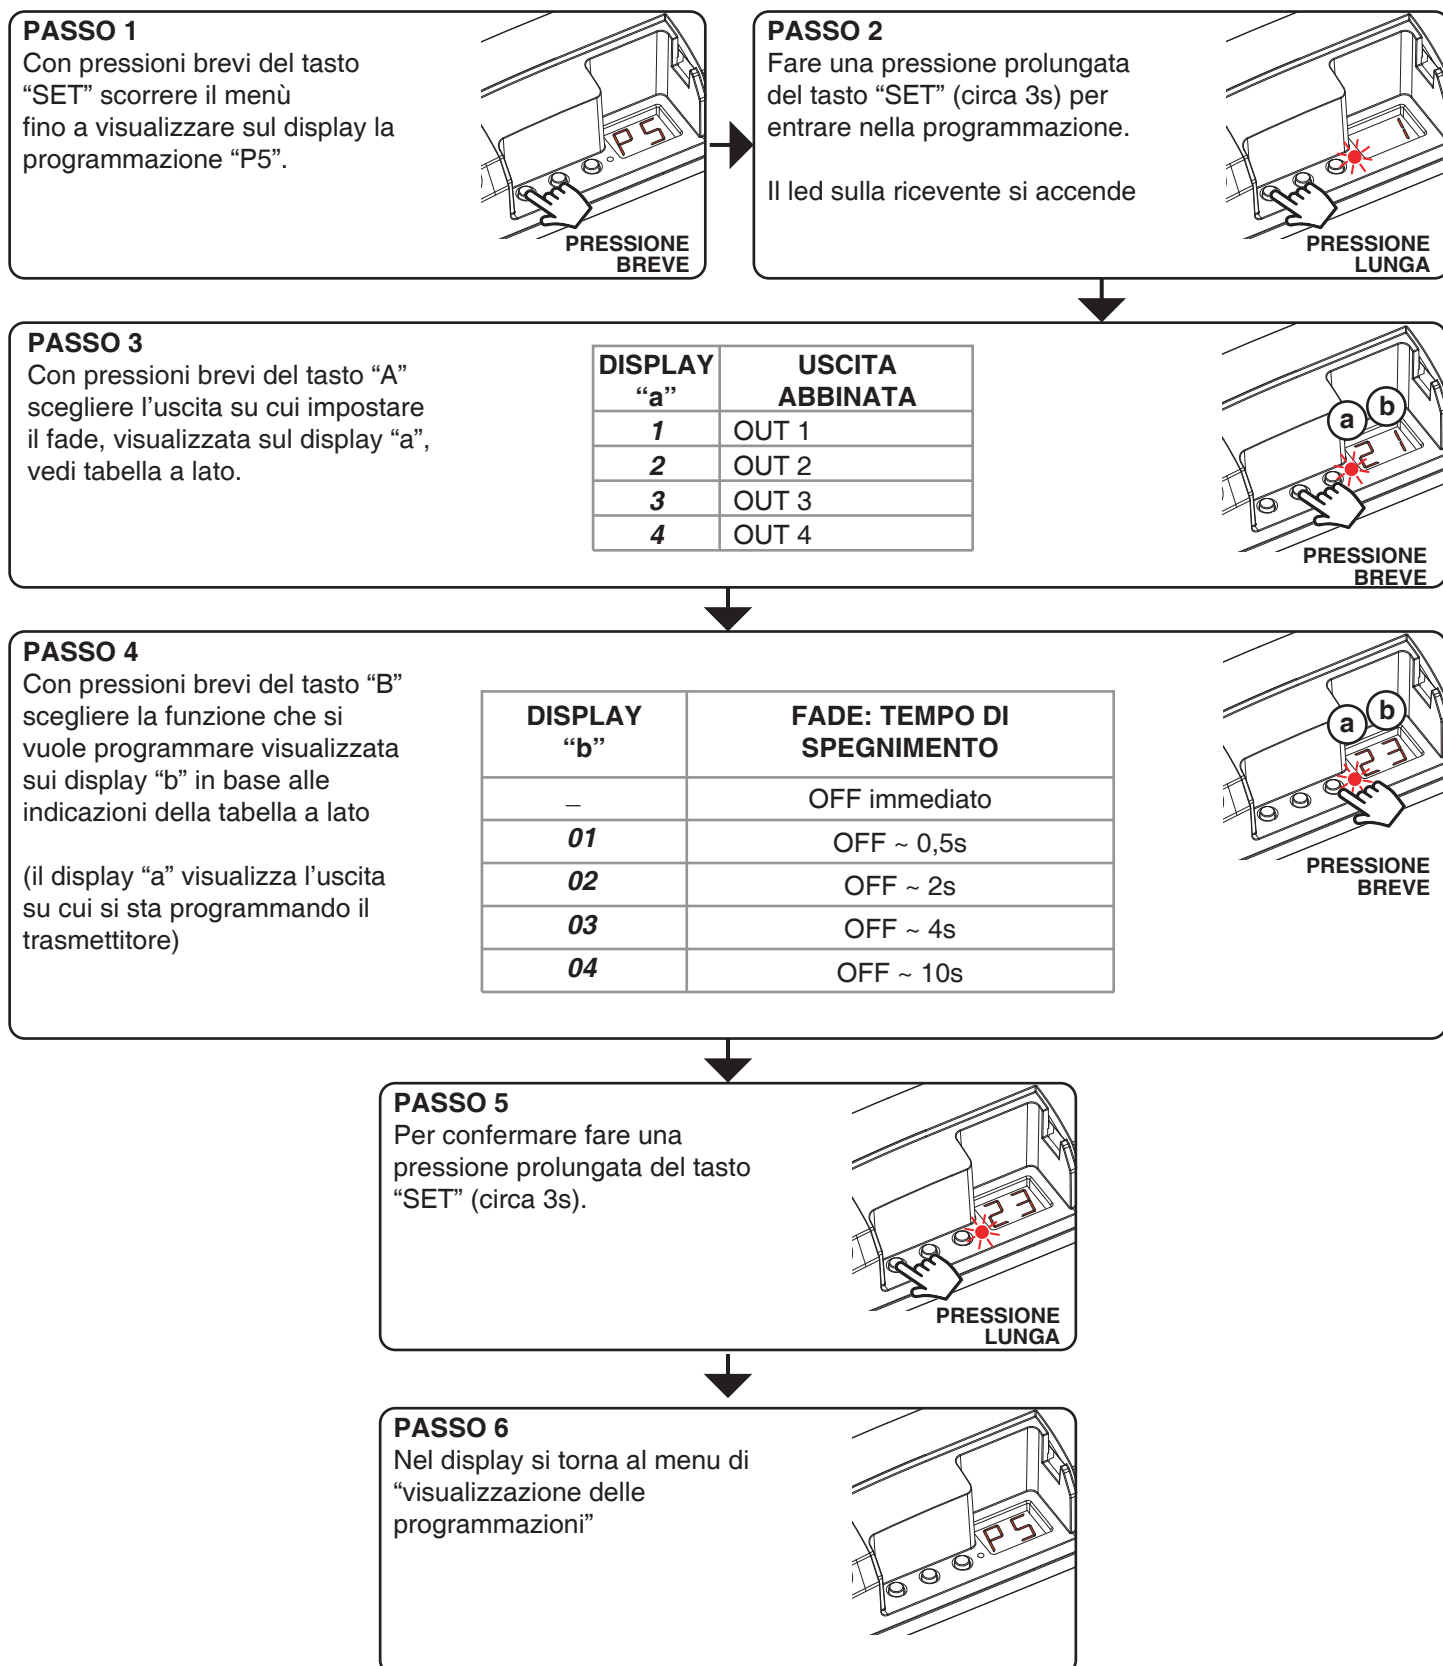 PASSO 1
Con pressioni brevi del tasto
“SET” scorrere il menù
fino a visualizzare sul display la
programmazione “P5”.
P5
PRESSIONE
BREVE
PASSO 2
Fare una pressione prolungata
del tasto “SET” (circa 3s) per
entrare nella programmazione.
Il led sulla ricevente si accende
1
PRESSIONE
LUNGA
PASSO 3
Con pressioni brevi del tasto “A”
scegliere l’uscita su cui impostare
il fade, visualizzata sul display “a”,
vedi tabella a lato.
DISPLAY “a” USCITA ABBINATA
1 OUT 1
2 OUT 2
3 OUT 3
4 OUT 4
a b
2 1
PRESSIONE
BREVE
PASSO 4
Con pressioni brevi del tasto “B”
scegliere la funzione che si
vuole programmare visualizzata
sui display “b” in base alle
indicazioni della tabella a lato
(il display “a” visualizza l’uscita
su cui si sta programmando il
trasmettitore)
DISPLAY “b” FADE: TEMPO DI SPEGNIMENTO
_ OFF immediato
01 OFF ~ 0,5s
02 OFF ~ 2s
03 OFF ~ 4s
04 OFF ~ 10s
a b
23
PRESSIONE
BREVE
PASSO 5
Per confermare fare una
pressione prolungata del tasto
“SET” (circa 3s).
23
PRESSIONE
LUNGA
PASSO 6
Nel display si torna al menu di
“visualizzazione delle
programmazioni”
P5